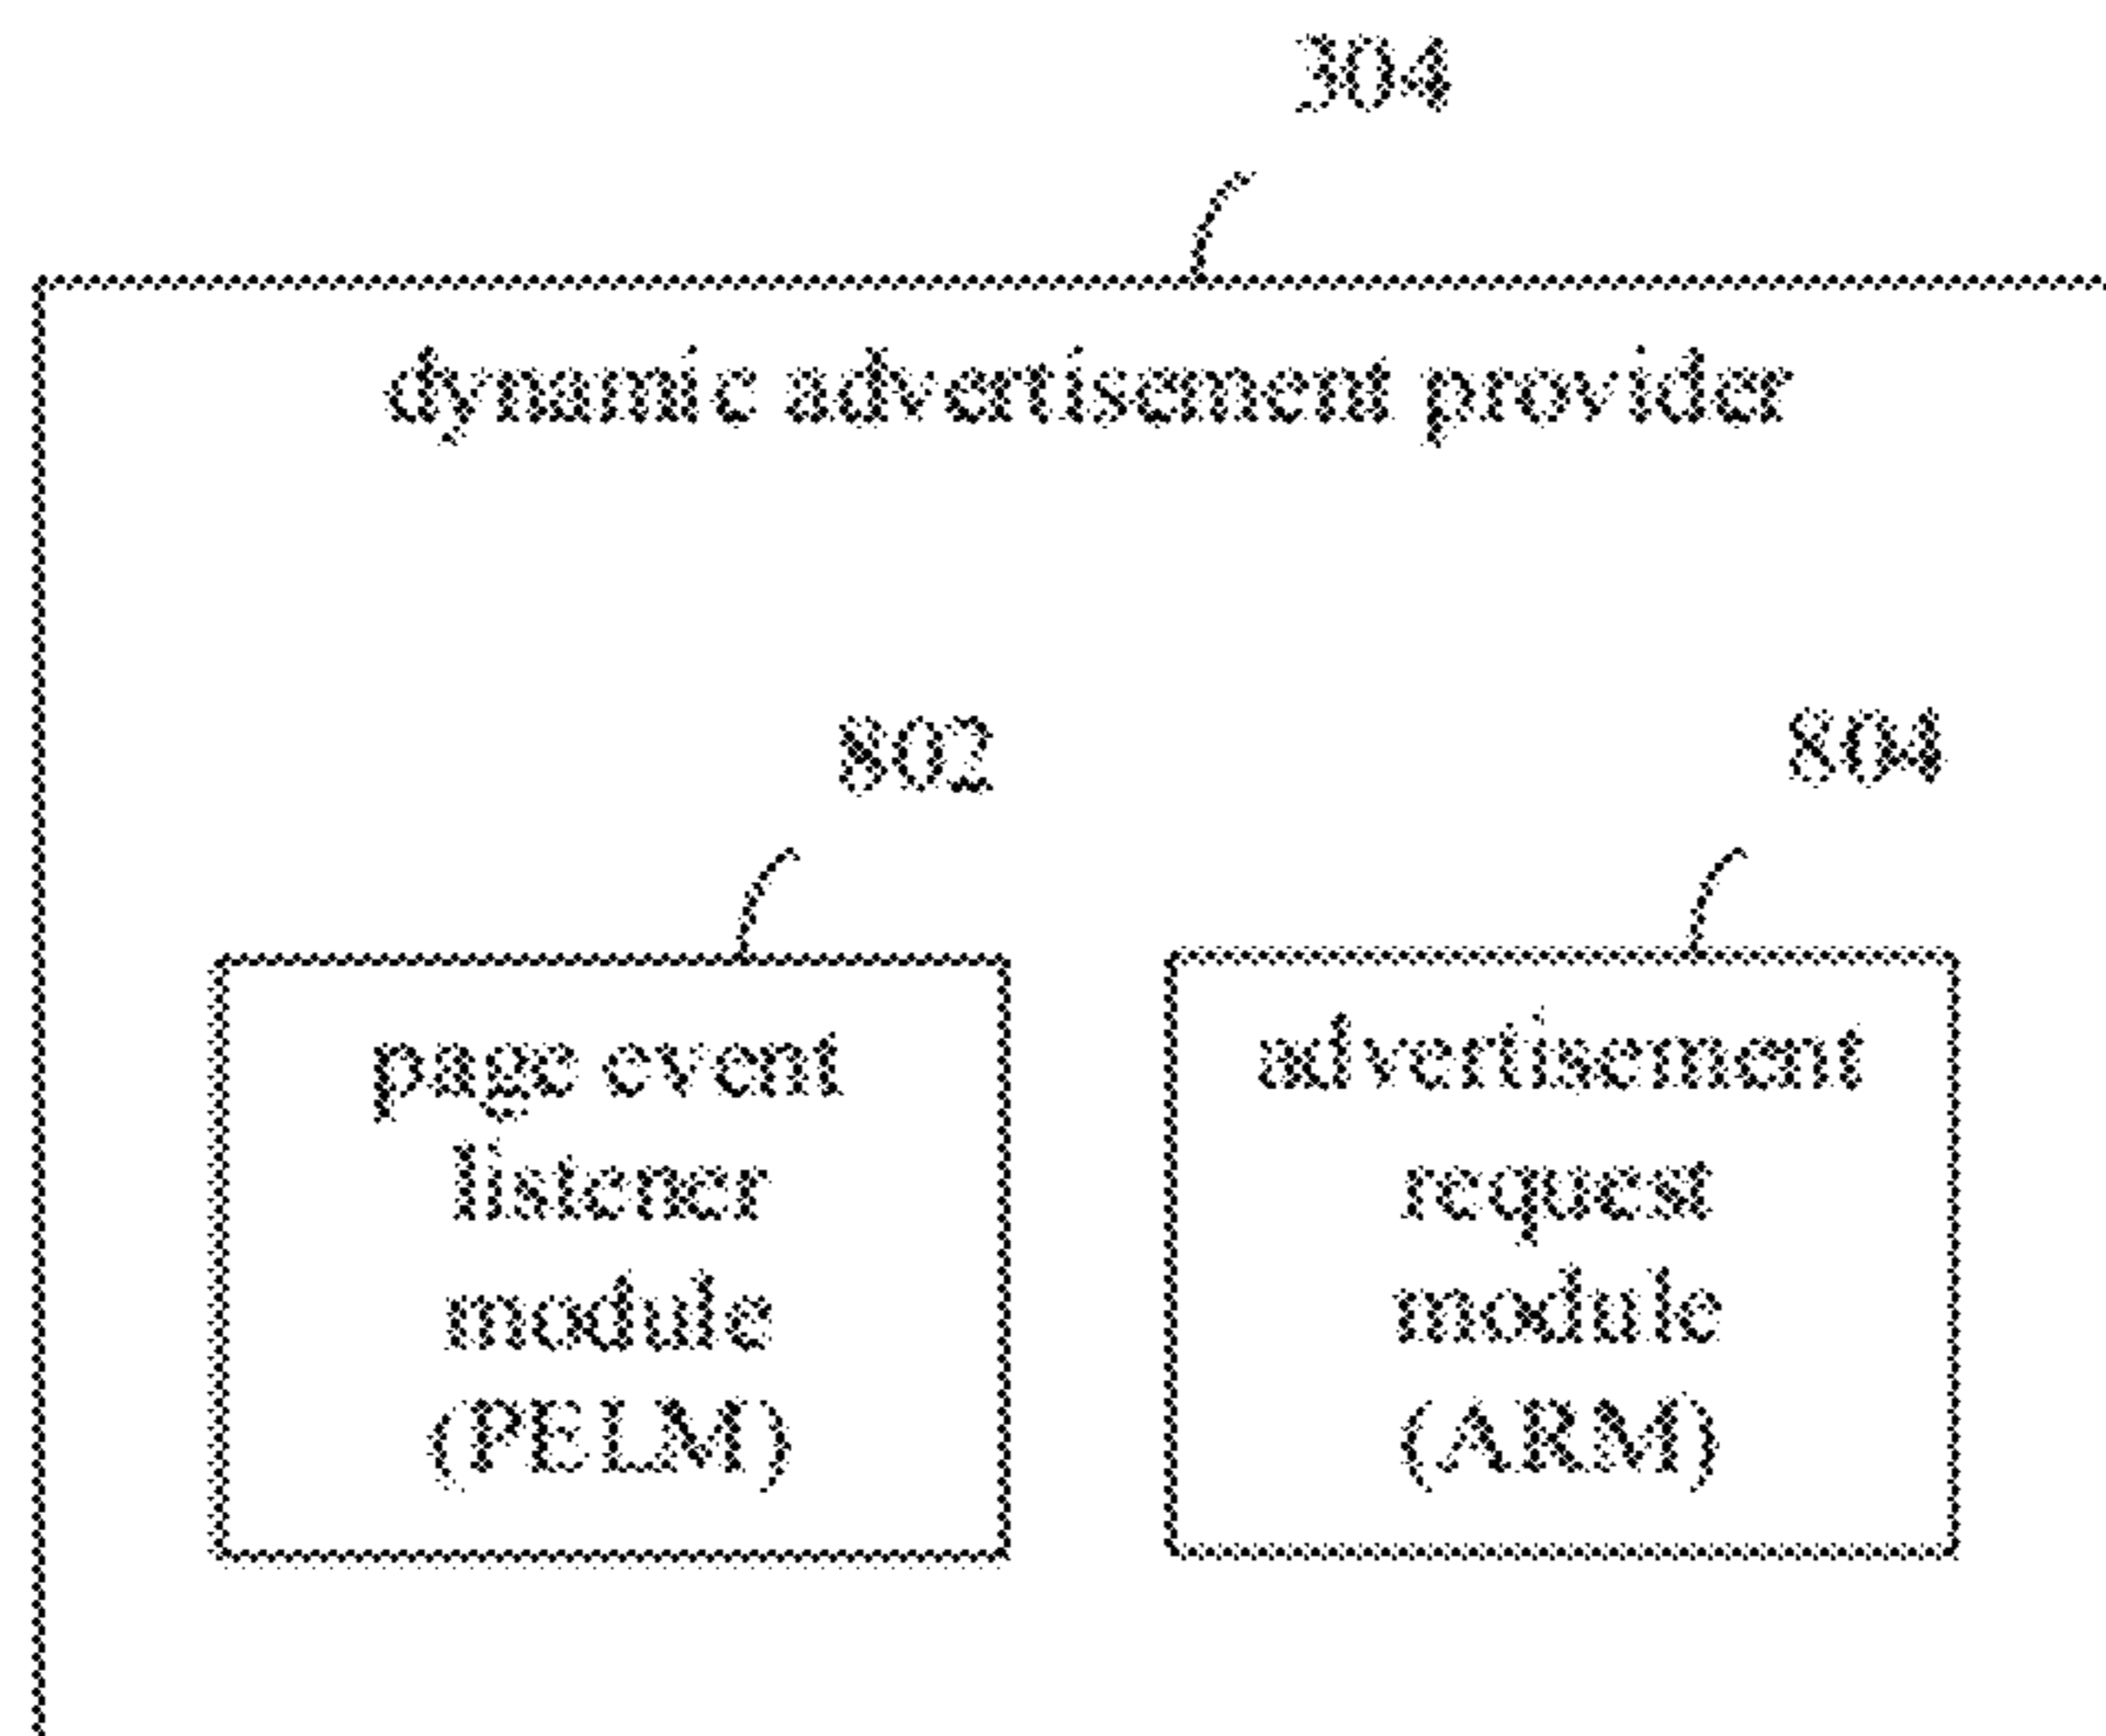 304
dynamic advertisement provider
802
804
page event
listener
module
(PELM)
advertisement
request
module
(ARM)